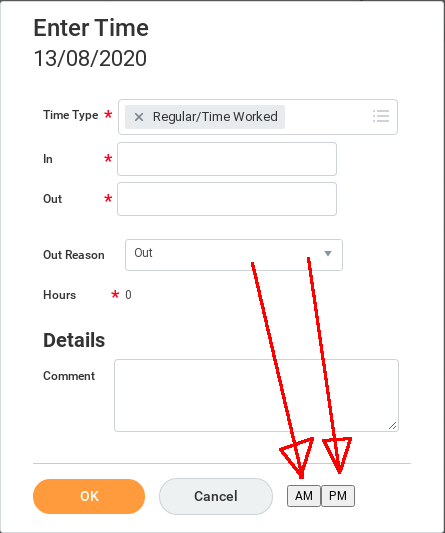 Enter Time
13/08/2020
Time Type * × Regular/Time Worked
In *
Out *
Out Reason Out
Hours * 0
Details
Comment
OK Cancel AM PM